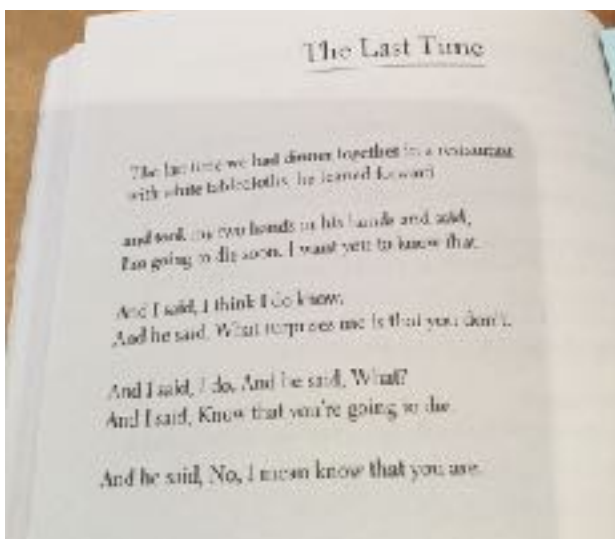 The Last Time
The last time we had dinner together in a restaurant
with white tablecloths, he leaned forward
and took my two hands in his hands and said,
I'm going to die soon. I want you to know that.
And I said, I think I do know.
And he said, What surprises me is that you don't.
And I said, I do. And he said, What?
And I said, Know that you're going to die.
And he said, No, I mean know that you are.